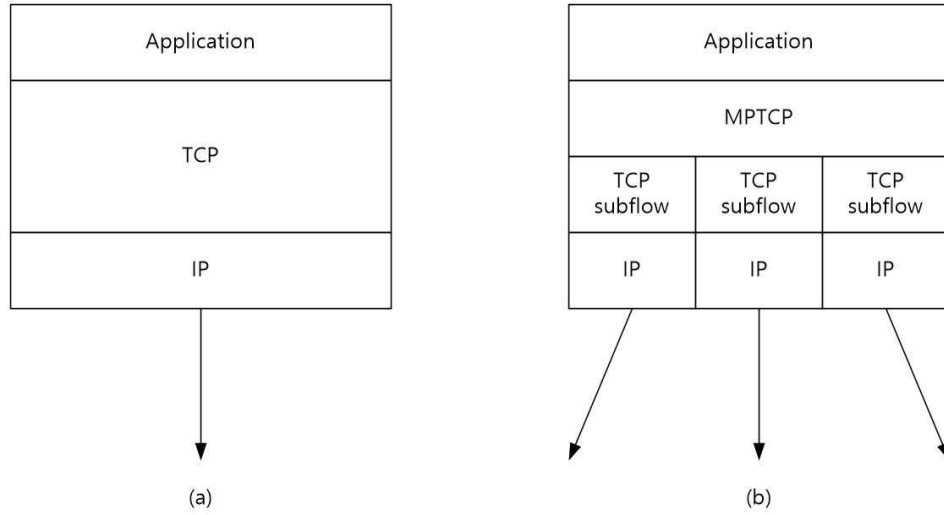 Application
TCP
IP
(a)
Application
MPTCP
TCP
subflow
TCP
subflow
TCP
subflow
IP
IP
IP
(b)